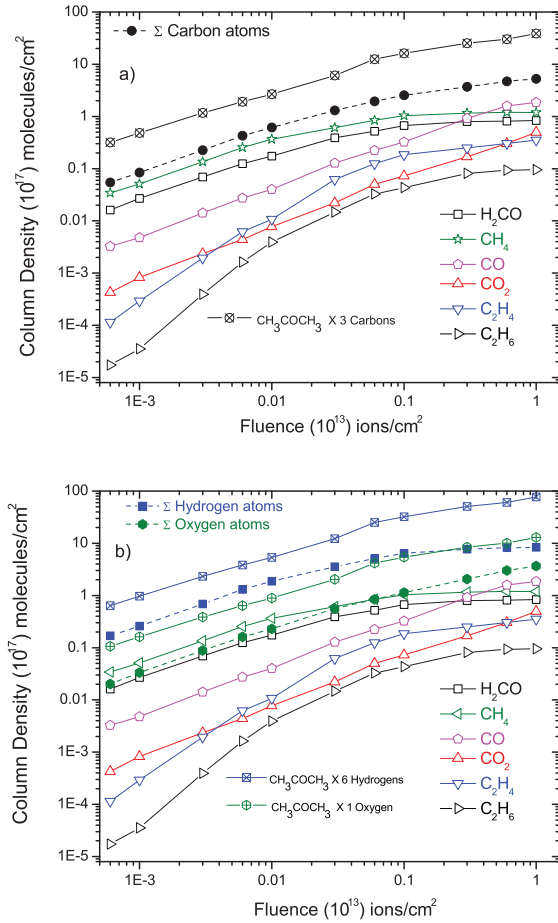 Σ Carbon atoms
a)
100
10
1
0.1
0.01
1E-3
1E-4
1E-5
Column Density (10¹⁷) molecules/cm²
H₂CO
CH₄
CO
CO₂
C₂H₄
C₂H₆
CH₃COCH₃ X 3 Carbons
1E-3
0.01
0.1
1
Fluence (10¹³) ions/cm²
Σ Hydrogen atoms
Σ Oxygen atoms
b)
100
10
1
0.1
0.01
1E-3
1E-4
1E-5
Column Density (10¹⁷) molecules/cm²
H₂CO
CH₄
CO
CO₂
C₂H₄
C₂H₆
CH₃COCH₃ X 6 Hydrogens
CH₃COCH₃ X 1 Oxygen
1E-3
0.01
0.1
1
Fluence (10¹³) ions/cm²